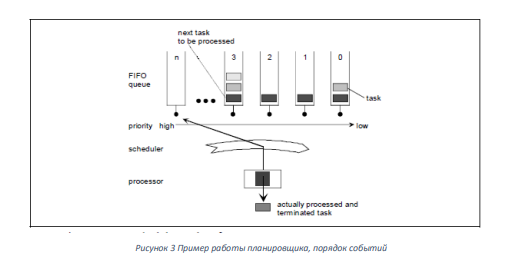 next task
to be processed
n 3 2 1 0
FIFO
queue
task
priority high low
scheduler
processor
actually processed and
terminated task
Рисунок 3 Пример работы планировщика, порядок событий